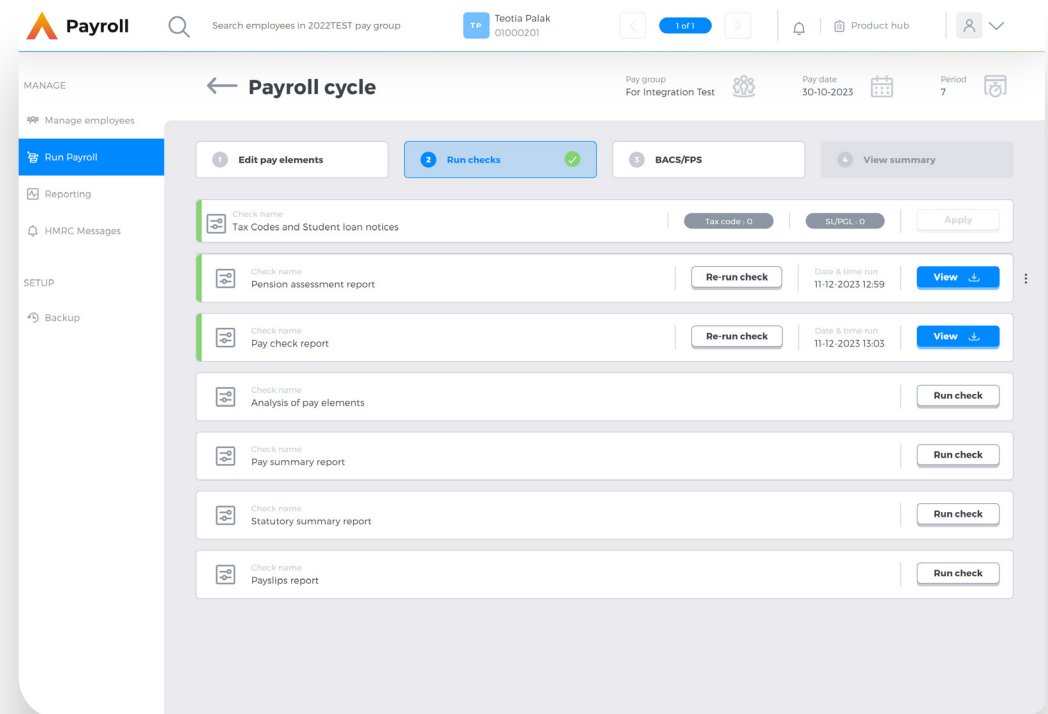 Payroll
Search employees in 2022TEST pay group
TP
Teotia Palak
01000201
1 of 1
Product hub
MANAGE
Manage employees
Run Payroll
Reporting
HMRC Messages
SETUP
Backup
Payroll cycle
Pay group
For Integration Test
Pay date
30-10-2023
Period
7
1 Edit pay elements
2 Run checks
3 BACS/FPS
4 View summary
Check name
Tax Codes and Student loan notices
Tax code : 0
SL/PGL : 0
Apply
Check name
Pension assessment report
Re-run check
Date & time run
11-12-2023 12:59
View
Check name
Pay check report
Re-run check
Date & time run
11-12-2023 13:03
View
Check name
Analysis of pay elements
Run check
Check name
Pay summary report
Run check
Check name
Statutory summary report
Run check
Check name
Payslips report
Run check